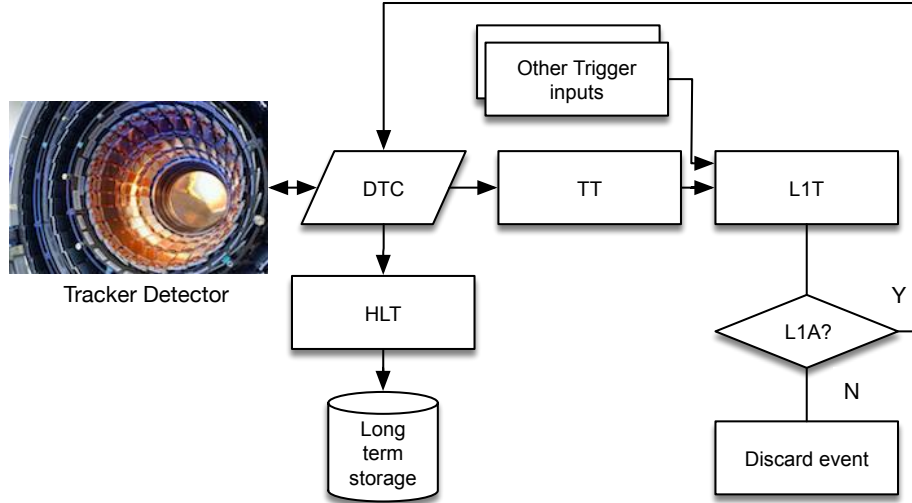 Other Trigger
inputs
DTC
TT
L1T
Tracker Detector
HLT
L1A?
Y
N
Long
term
storage
Discard event